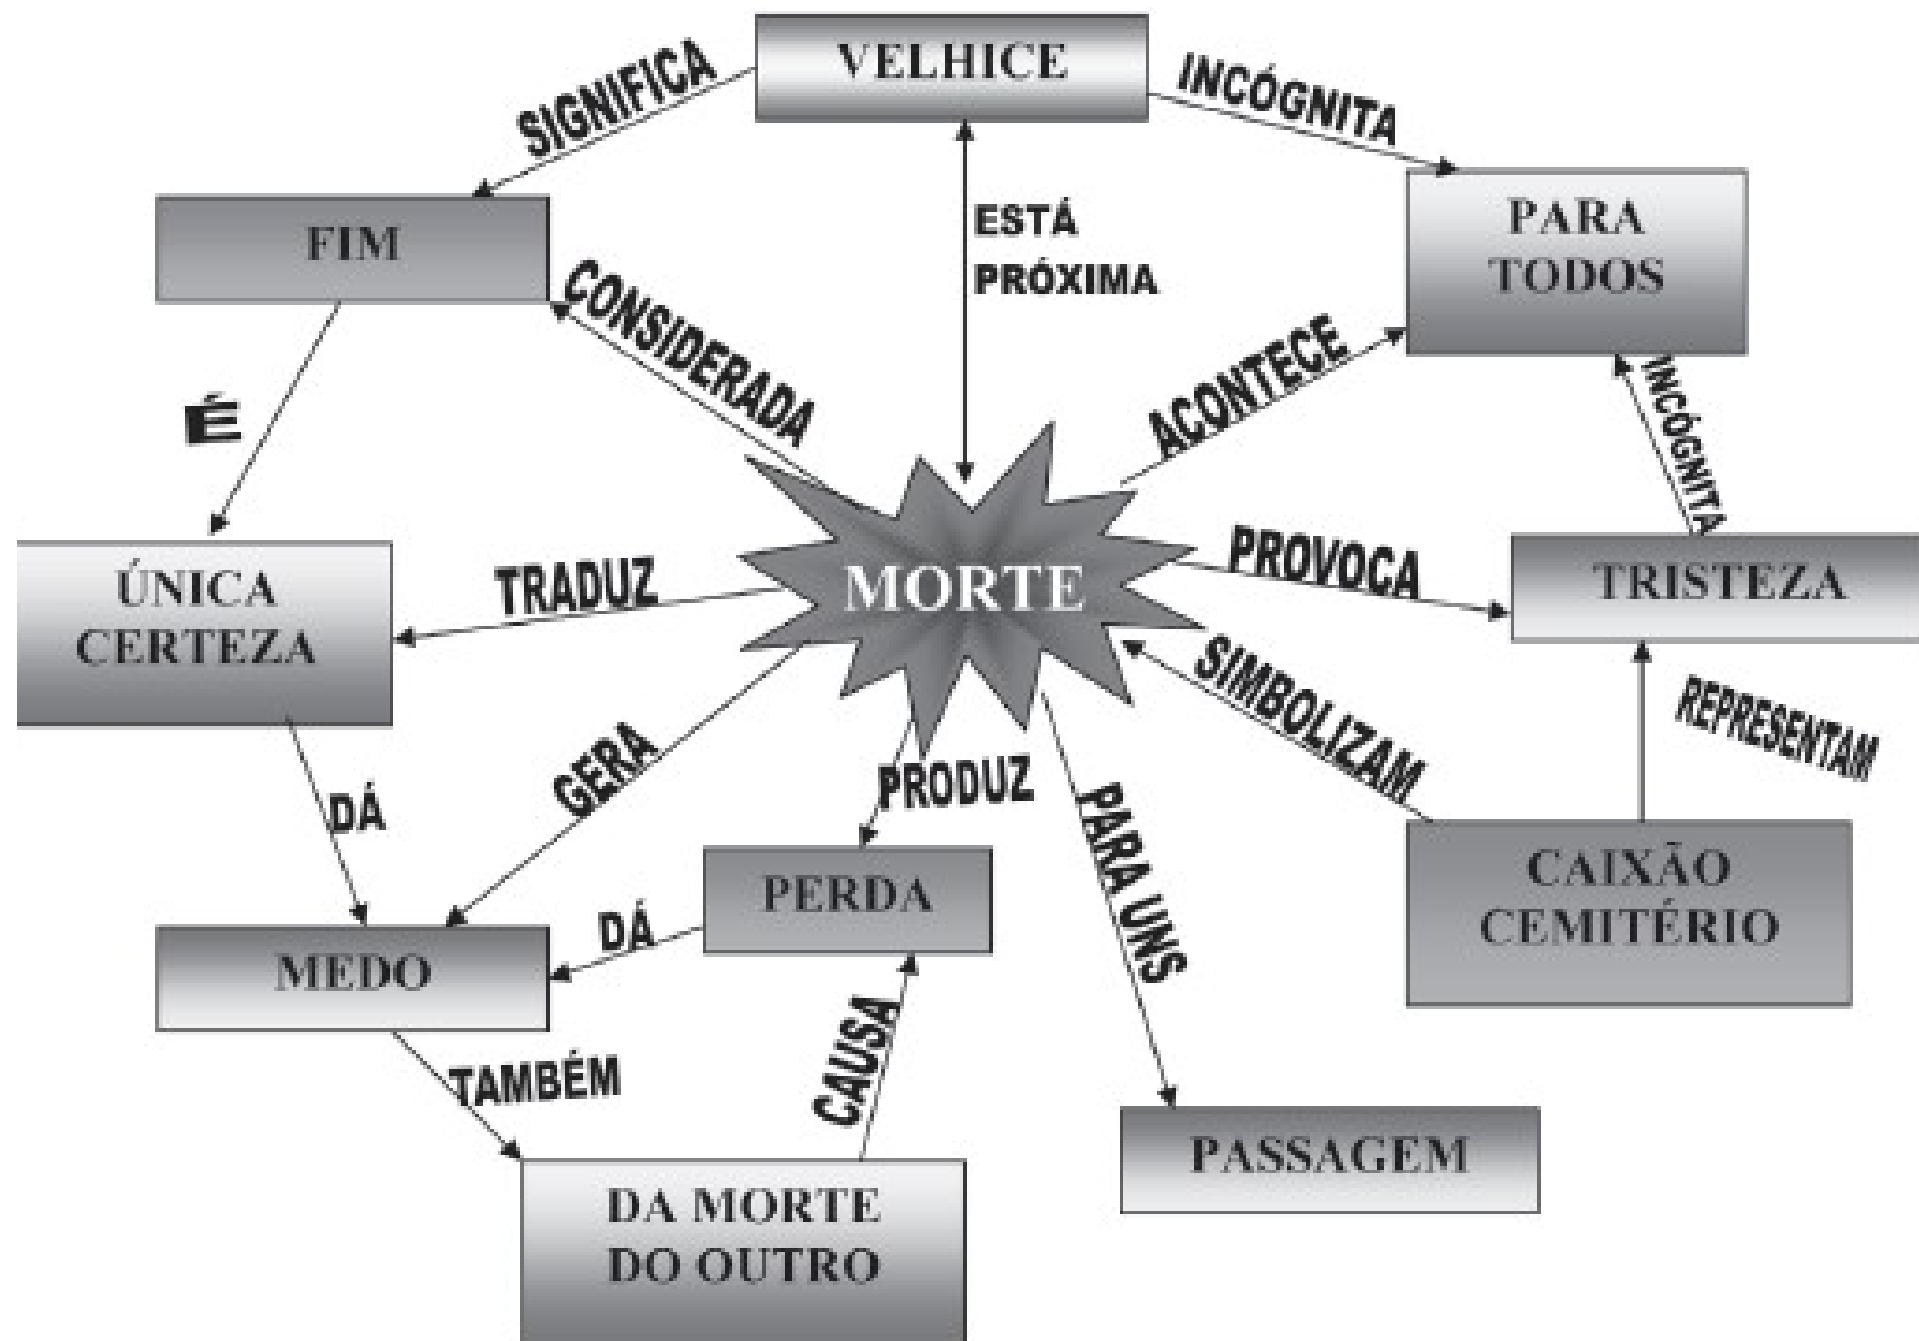 VELHICE
SIGNIFICA
INCÓGNITA
FIM
ESTÁ
PRÓXIMA
PARA
TODOS
CONSIDERADA
ACONTECE
É
INCÓGNITA
ÚNICA
CERTEZA
TRADUZ
MORTE
PROVOCA
TRISTEZA
SIMBOLIZAM
REPRESENTAM
GERA
PRODUZ
DÁ
PARA UNS
PERDA
CAIXÃO
CEMITÉRIO
DÁ
MEDO
CAUSA
TAMBÉM
PASSAGEM
DA MORTE
DO OUTRO